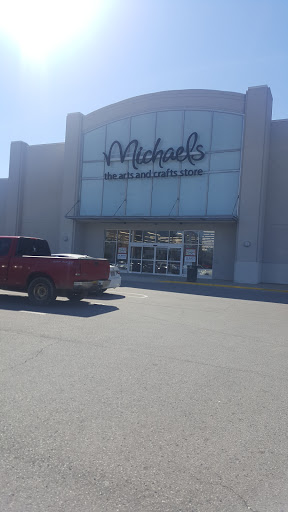 Michaels
the arts and crafts store